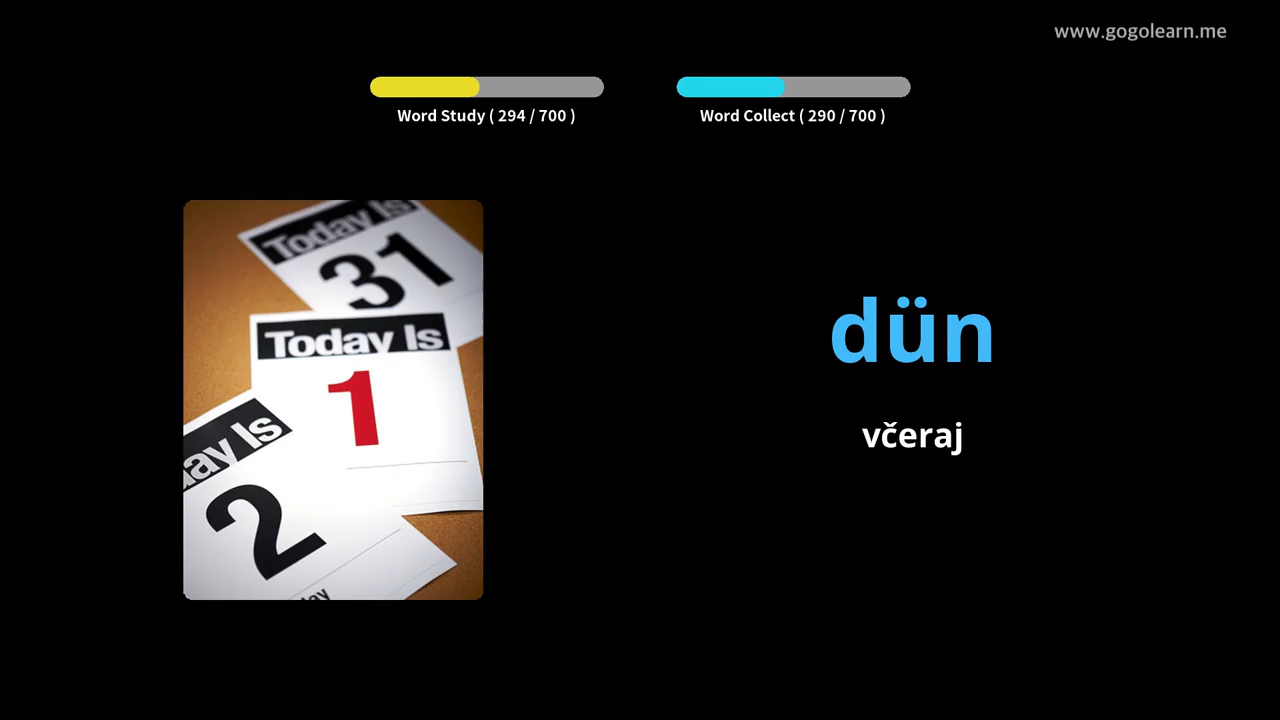 www.gogolearn.me
Word Study ( 294 / 700 )
Word Collect ( 290 / 700 )
Today Is
31
Today Is
1
ay Is
2
dün
včeraj